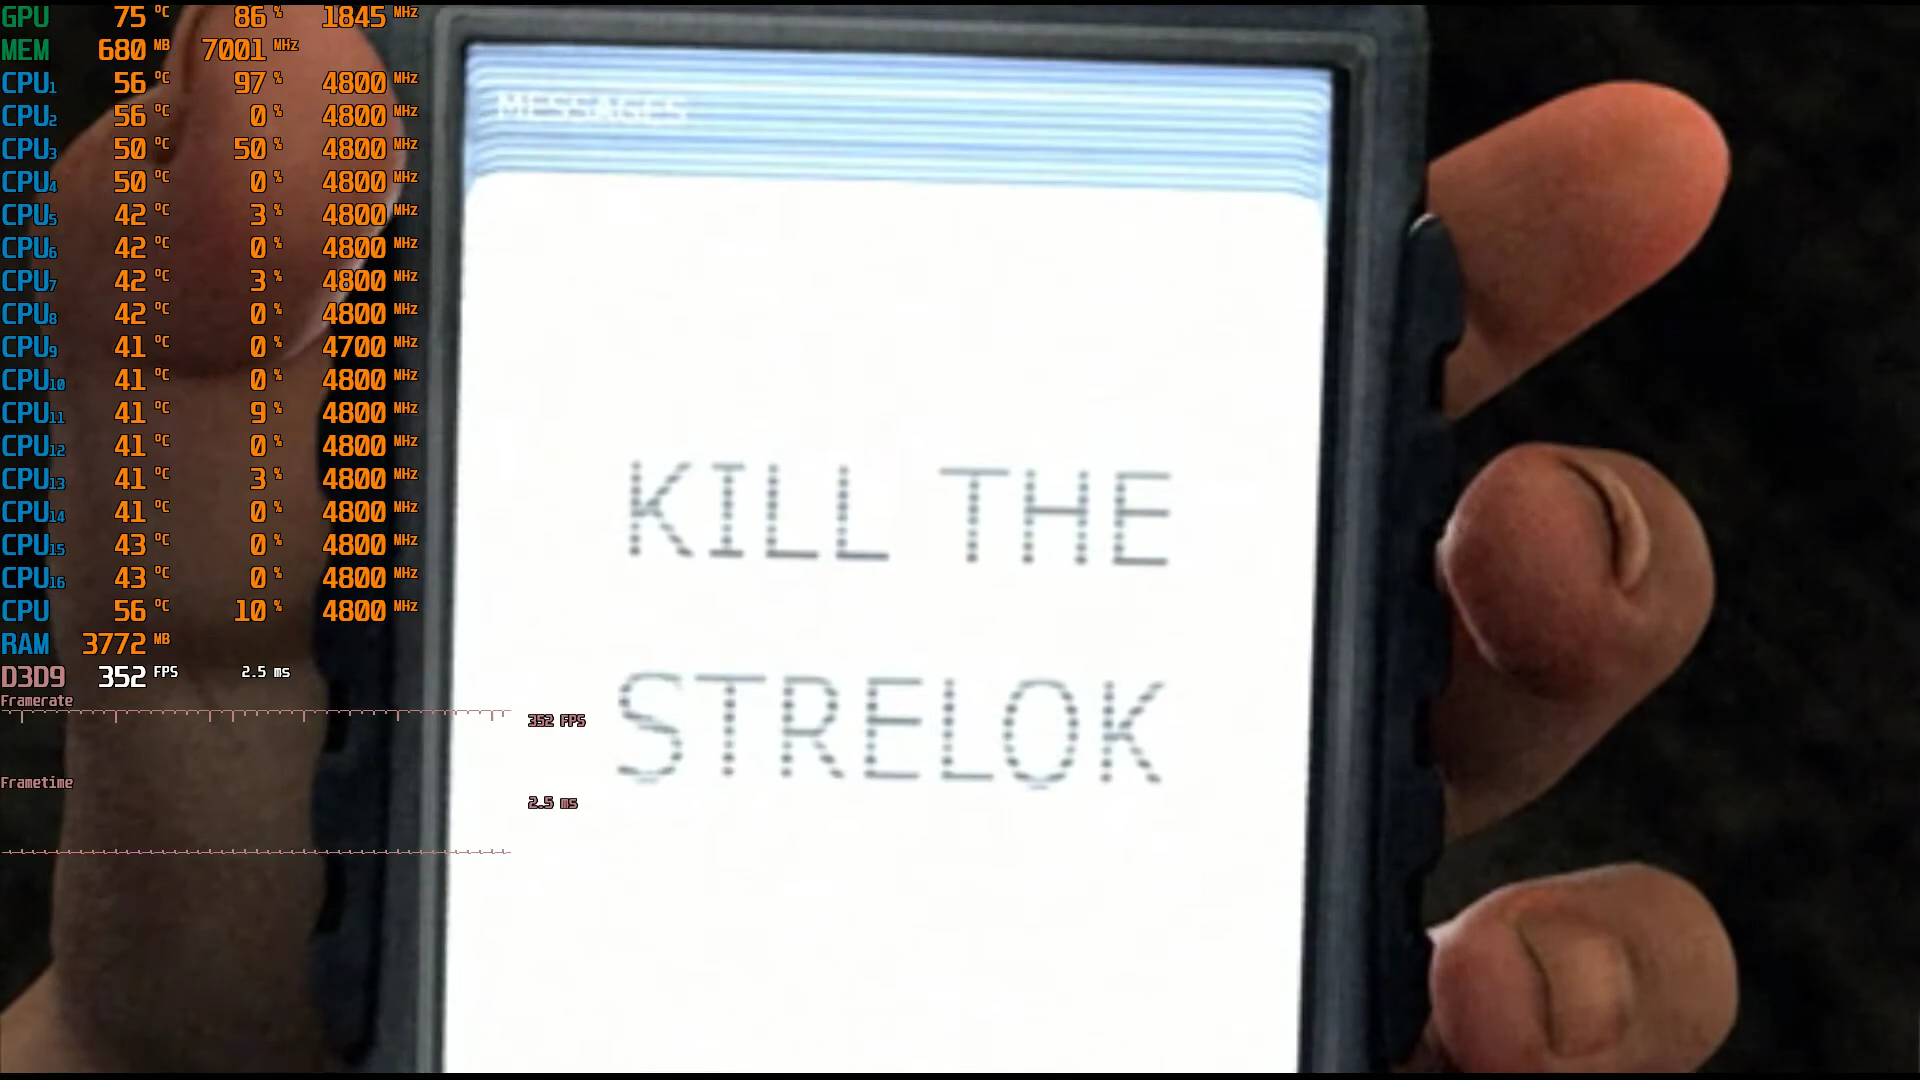 GPU 75 °C 86 % 1845 MHz
MEM 680 MB 7001 MHz
CPU1 56 °C 97 % 4800 MHz
CPU2 56 °C 0 % 4800 MHz
CPU3 50 °C 50 % 4800 MHz
CPU4 50 °C 0 % 4800 MHz
CPU5 42 °C 3 % 4800 MHz
CPU6 42 °C 0 % 4800 MHz
CPU7 42 °C 3 % 4800 MHz
CPU8 42 °C 0 % 4800 MHz
CPU9 41 °C 0 % 4700 MHz
CPU10 41 °C 0 % 4800 MHz
CPU11 41 °C 9 % 4800 MHz
CPU12 41 °C 0 % 4800 MHz
CPU13 41 °C 3 % 4800 MHz
CPU14 41 °C 0 % 4800 MHz
CPU15 43 °C 0 % 4800 MHz
CPU16 43 °C 0 % 4800 MHz
CPU 56 °C 10 % 4800 MHz
RAM 3772 MB
D3D9 352 FPS 2.5 ms
Framerate
352 FPS
Frametime
2.5 ms
MESSAGES
KILL THE
STRELOK